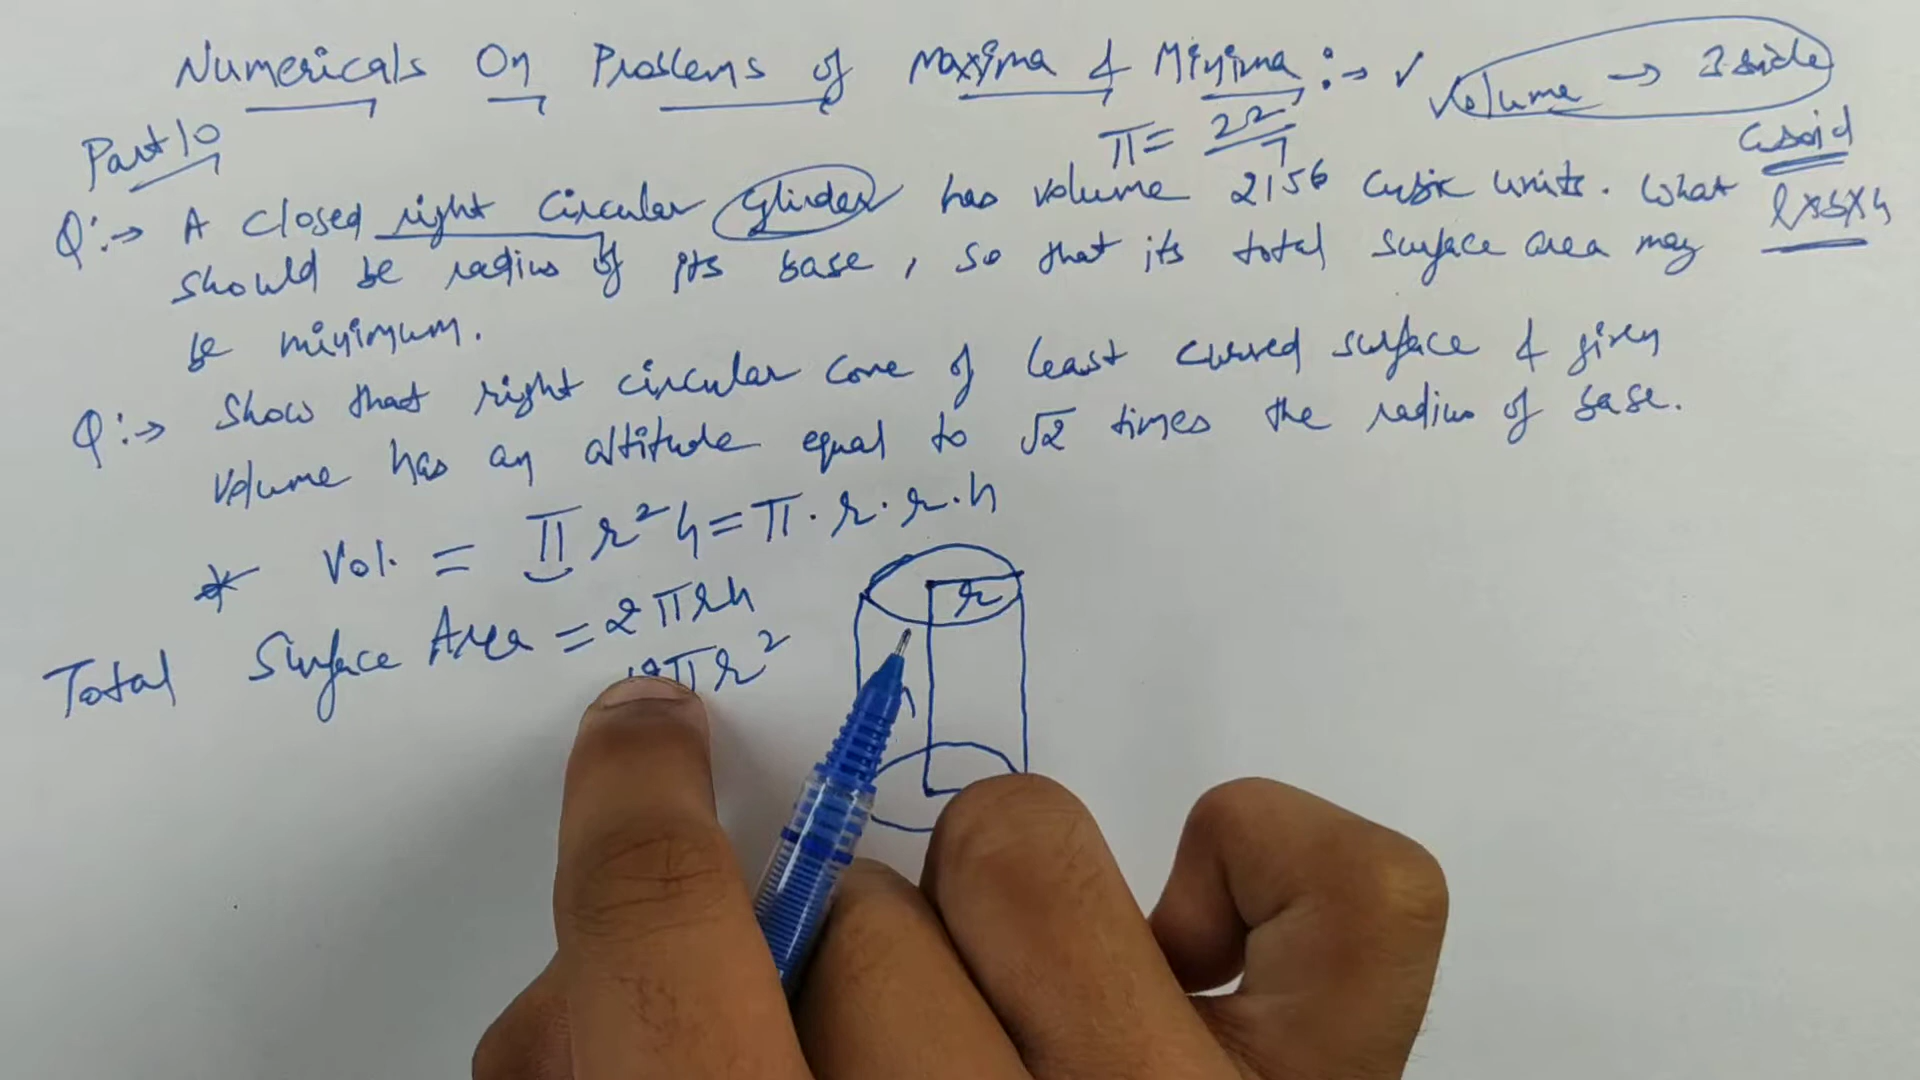 Numericals On Problems of Maxima & Minima :→ ✓
Volume → 3 side
Part 10
π = 22/7
Cuboid
l×b×h
Q:→ A closed right circular cylinder has volume 2156 cubic units. What
should be radius of its base, so that its total surface area may
be minimum.
Q:→ Show that right circular cone of least curved surface & given
volume has an altitude equal to √2 times the radius of base.
* Vol. = πr²h = π·r·r·h
Total Surface Area = 2πrh
+2πr²
r
h